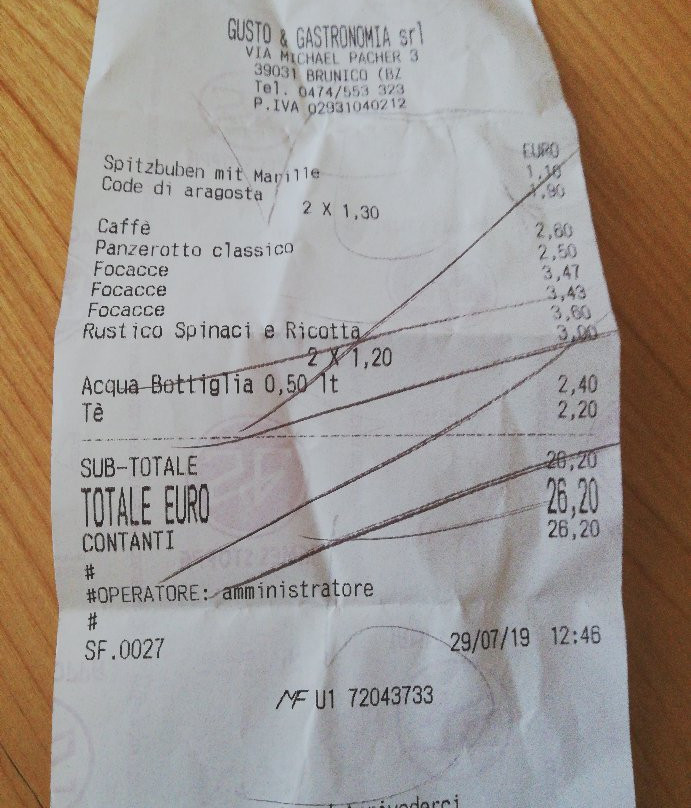 GUSTO & GASTRONOMIA srl
VIA MICHAEL PACHER 3
39031 BRUNICO (BZ
Tel. 0474/553 323
P.IVA 02931040212
EURO
Spitzbuben mit Marille 1,10
Code di aragosta 1,90
2 X 1,30
Caffè 2,60
Panzerotto classico 2,50
Focacce 3,47
Focacce 3,43
Focacce 3,60
Rustico Spinaci e Ricotta 3,00
2 X 1,20
Acqua Bottiglia 0,50 lt 2,40
Tè 2,20
SUB-TOTALE 26,20
TOTALE EURO 26,20
CONTANTI 26,20
#
#OPERATORE: amministratore
#
SF.0027 29/07/19 12:46
MF U1 72043733